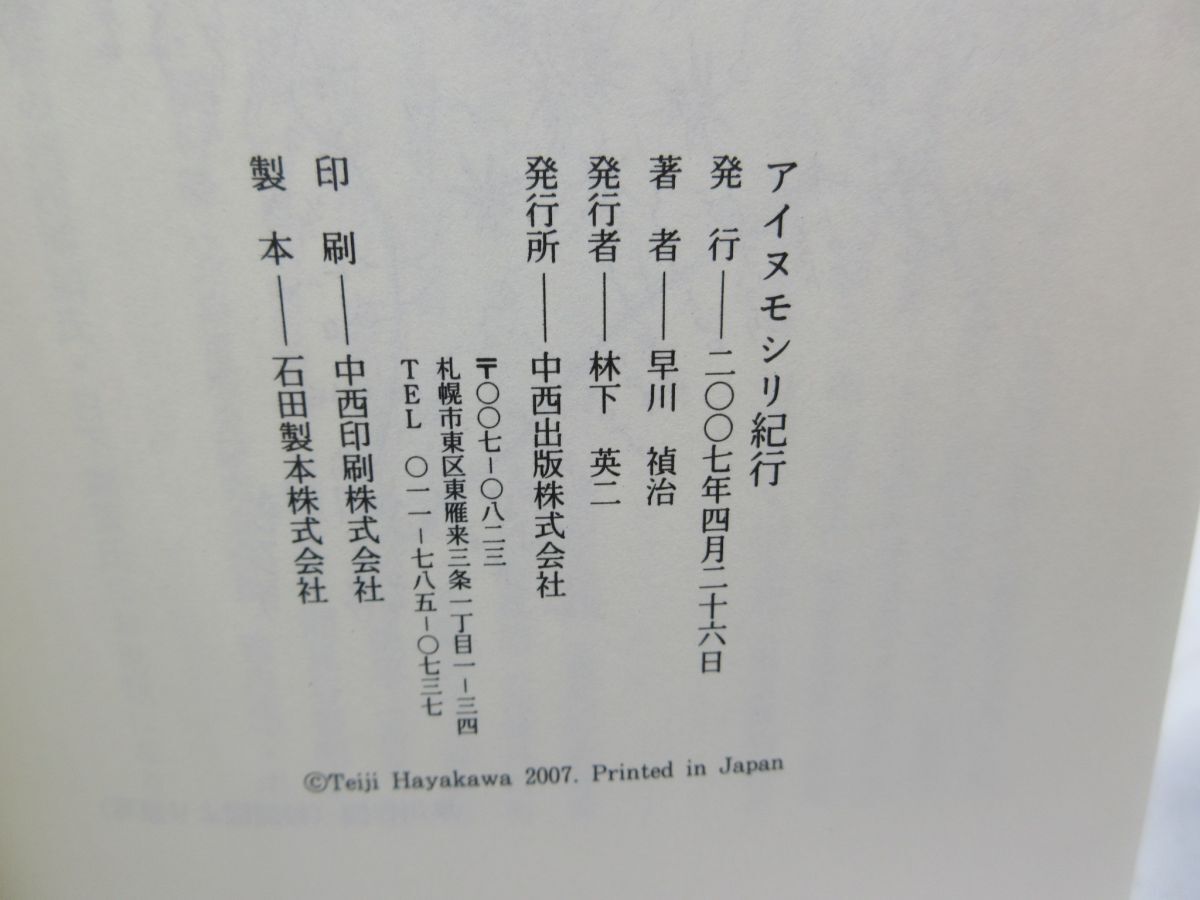 アイヌモシリ紀行
発　行――二〇〇七年四月二十六日
著　者――早川　禎治
発行者――林下　英二
発行所――中西出版株式会社
〒〇〇七−〇八二三
札幌市東区東雁来三条一丁目一−三四
TEL　〇一一−七八五−〇七三七
印　刷――中西印刷株式会社
製　本――石田製本株式会社
©Teiji Hayakawa 2007. Printed in Japan